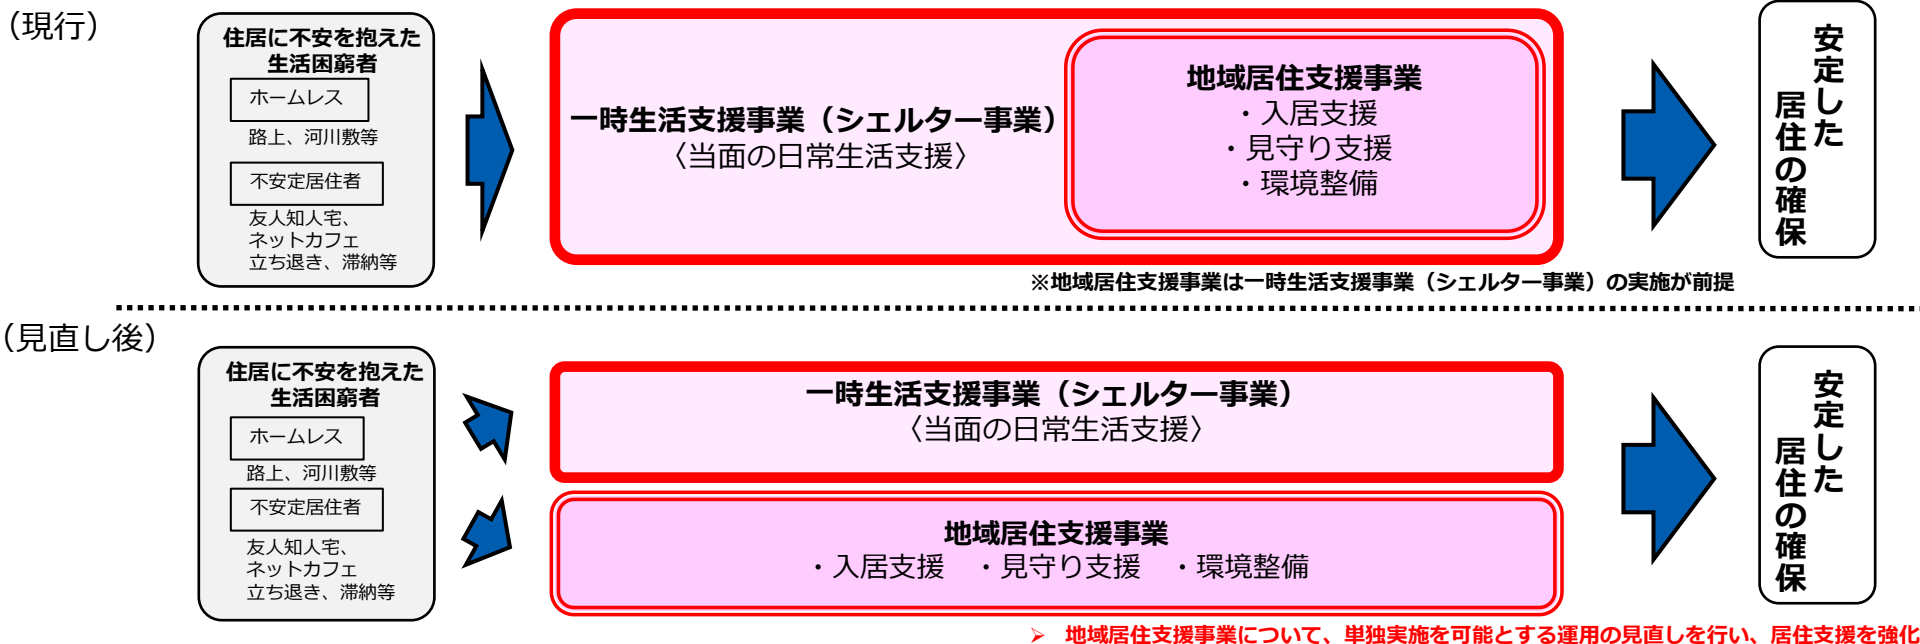 （現行）
住居に不安を抱えた
生活困窮者
ホームレス
路上、河川敷等
不安定居住者
友人知人宅、
ネットカフェ
立ち退き、滞納等
一時生活支援事業（シェルター事業）
〈当面の日常生活支援〉
地域居住支援事業
・入居支援
・見守り支援
・環境整備
安定した
居住の確保
※地域居住支援事業は一時生活支援事業（シェルター事業）の実施が前提
（見直し後）
住居に不安を抱えた
生活困窮者
ホームレス
路上、河川敷等
不安定居住者
友人知人宅、
ネットカフェ
立ち退き、滞納等
一時生活支援事業（シェルター事業）
〈当面の日常生活支援〉
地域居住支援事業
・入居支援　・見守り支援　・環境整備
安定した
居住の確保
➢ 地域居住支援事業について、単独実施を可能とする運用の見直しを行い、居住支援を強化